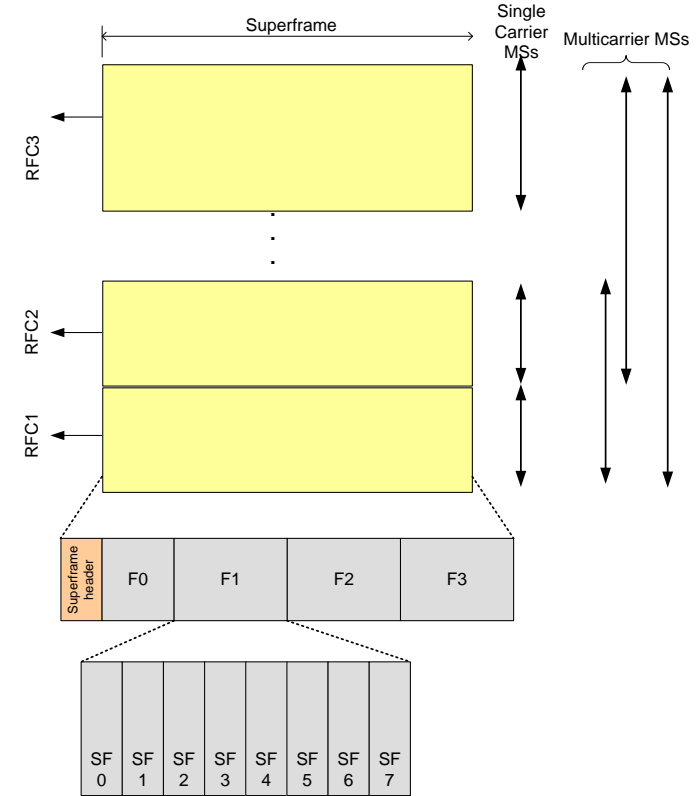 Superframe
Single
Carrier
MSs
Multicarrier MSs
RFC3
RFC2
RFC1
Superframe
header
F0
F1
F2
F3
SF
0
SF
1
SF
2
SF
3
SF
4
SF
5
SF
6
SF
7